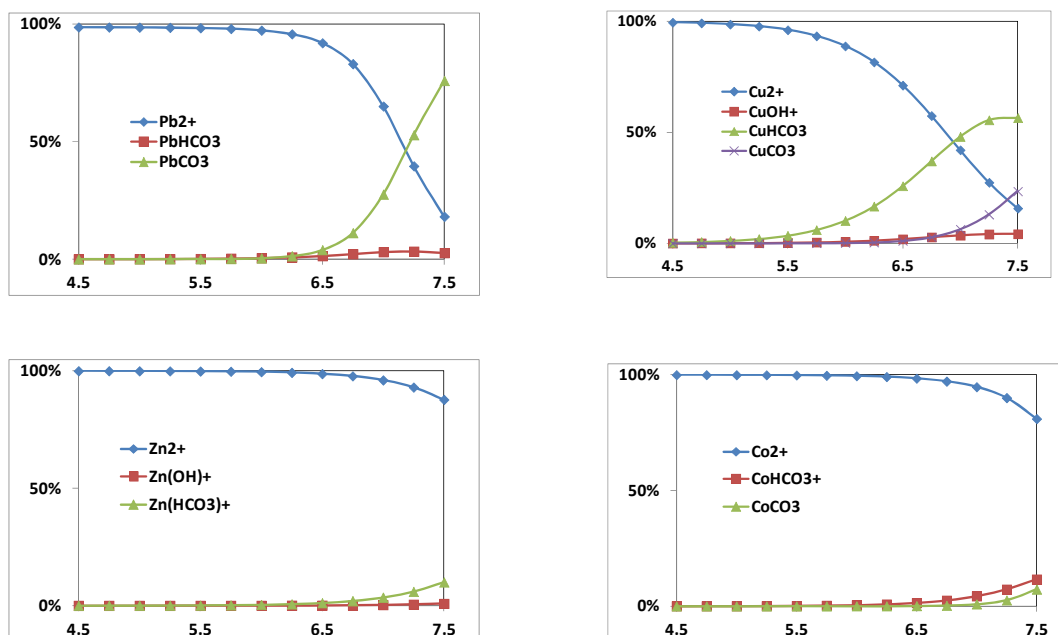 100%
50%
0%
Pb2+
PbHCO3
PbCO3
4.5 5.5 6.5 7.5
100%
50%
0%
Cu2+
CuOH+
CuHCO3
CuCO3
4.5 5.5 6.5 7.5
100%
50%
0%
Zn2+
Zn(OH)+
Zn(HCO3)+
4.5 5.5 6.5 7.5
100%
50%
0%
Co2+
CoHCO3+
CoCO3
4.5 5.5 6.5 7.5